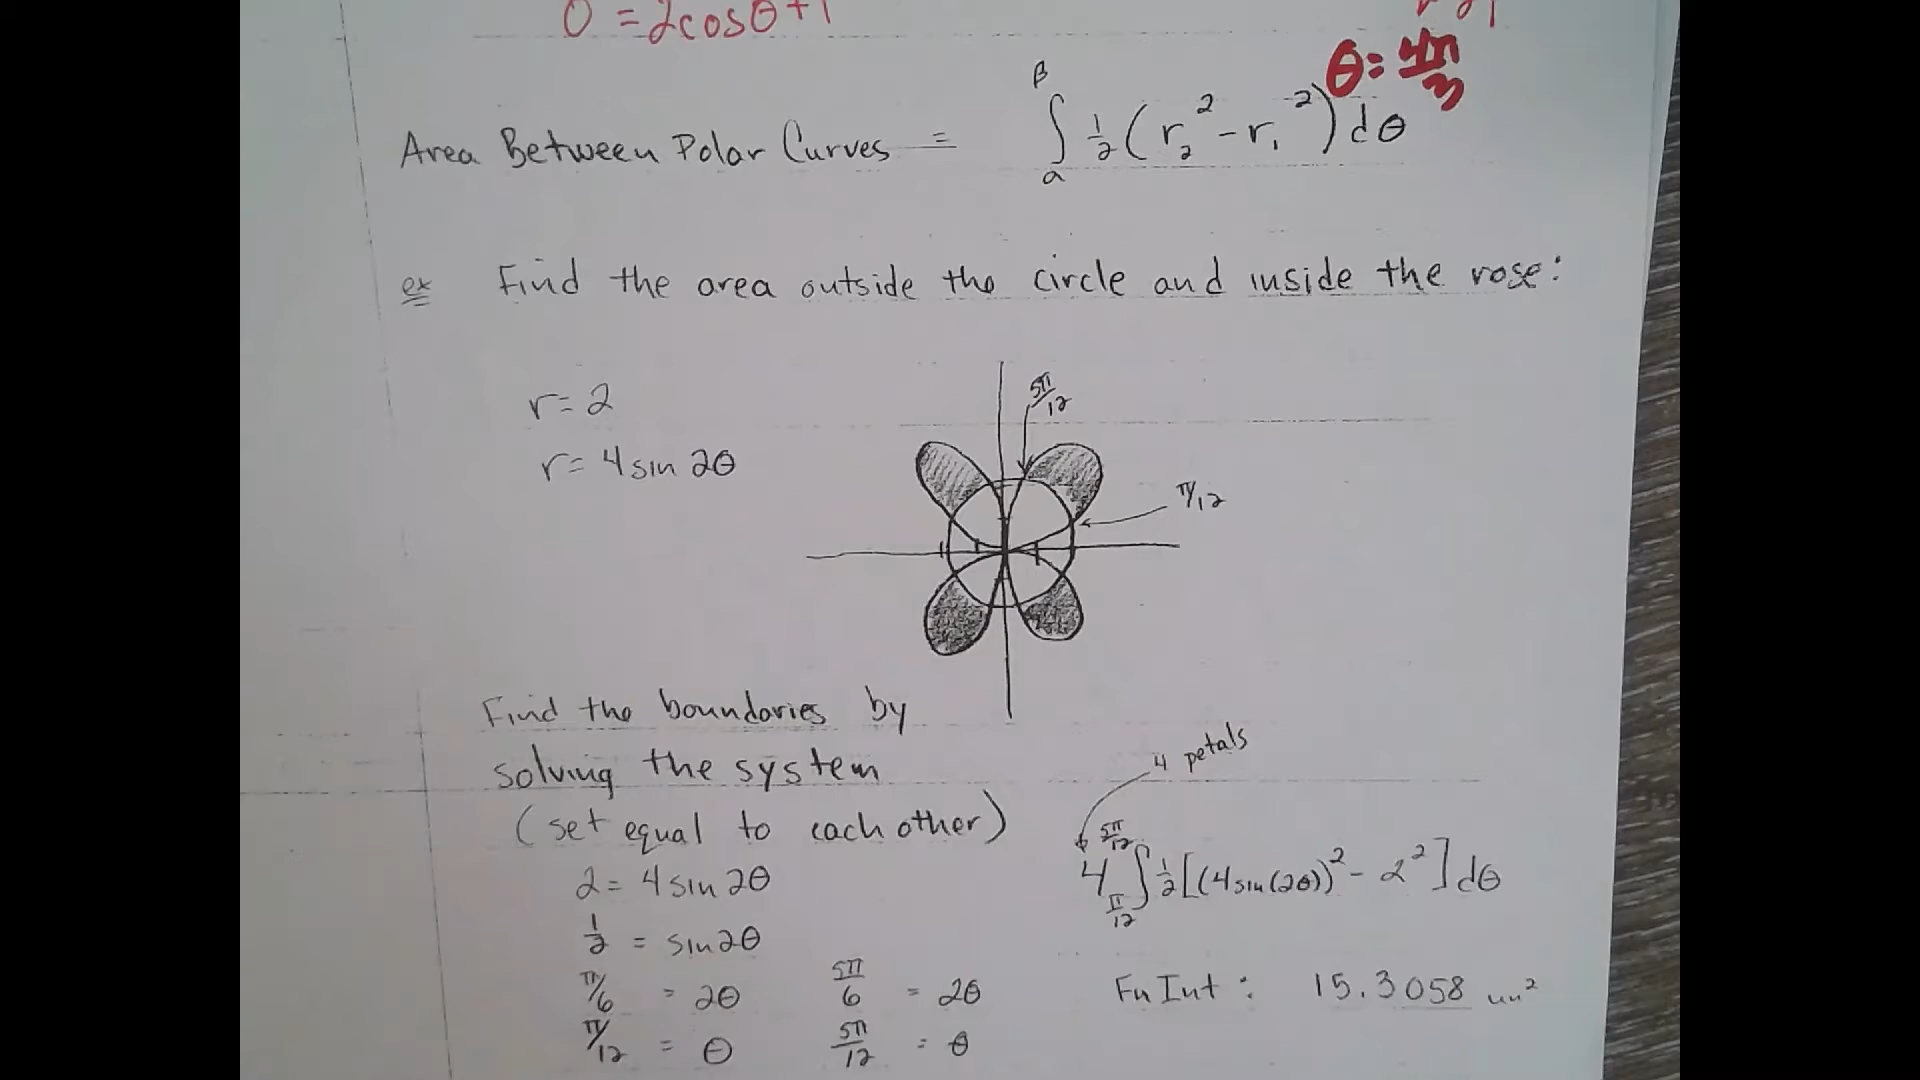 0 = 2cosθ+1
θ = 4π/3
Area Between Polar Curves = ∫_a^β ½(r₂² - r₁²)dθ
ex Find the area outside the circle and inside the rose:
r = 2
r = 4 sin 2θ
5π/12
π/12
Find the boundaries by
solving the system
(set equal to each other)
2 = 4 sin 2θ
1/2 = sin 2θ
π/6 = 2θ 5π/6 = 2θ
π/12 = θ 5π/12 = θ
4 petals
4 ∫_{π/12}^{5π/12} ½[(4sin(2θ))² - 2²]dθ
FnInt: 15.3058 un²